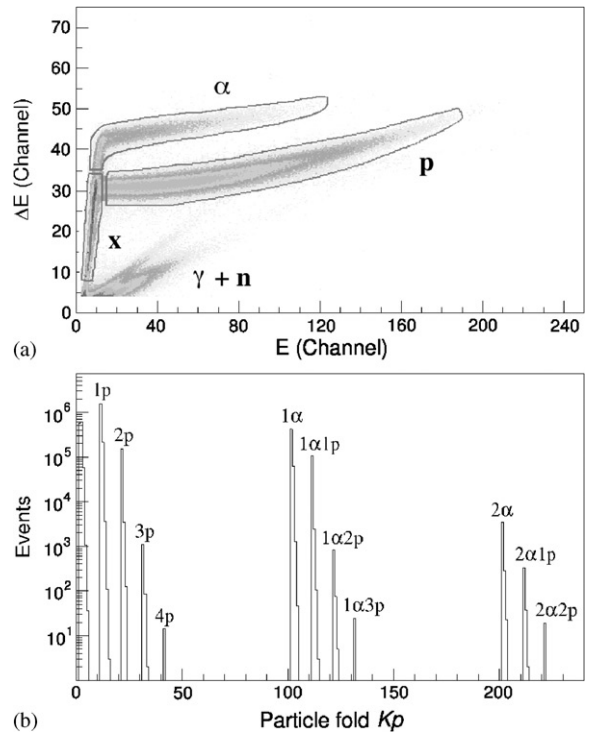 70
60
50
40
30
20
10
0
ΔE (Channel)
α
p
x
γ + n
0 40 80 120 160 200 240
E (Channel)
(a)
10^6
10^5
10^4
10^3
10^2
10^1
Events
1p
2p
3p
4p
1α
1α1p
1α2p
1α3p
2α
2α1p
2α2p
0 50 100 150 200
Particle fold Kp
(b)